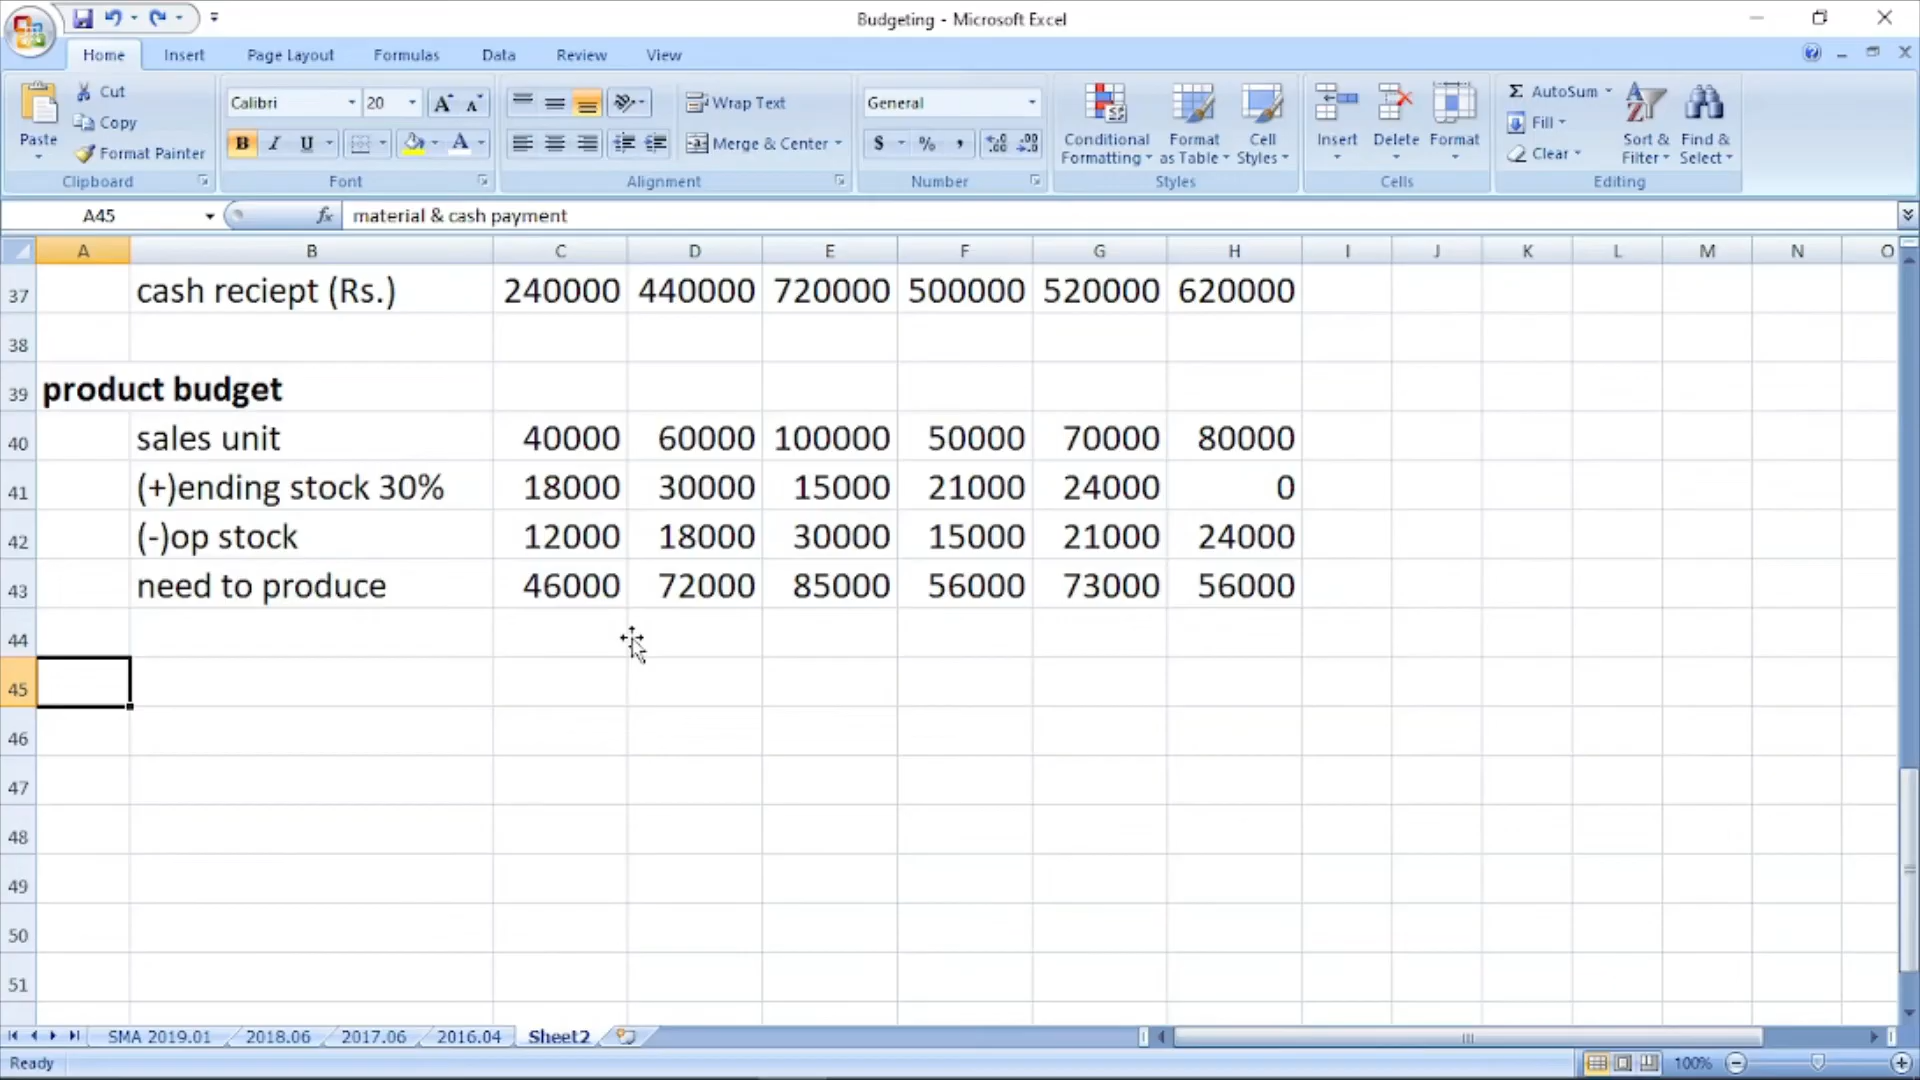 Budgeting - Microsoft Excel
Home Insert Page Layout Formulas Data Review View
Paste Cut Copy Format Painter
Calibri 20 B I U
Wrap Text Merge & Center
General $ % ,
Conditional Formatting Format as Table Cell Styles
Insert Delete Format
Σ AutoSum Fill Clear Sort & Filter Find & Select
Clipboard Font Alignment Number Styles Cells Editing
A45 fx material & cash payment
A B C D E F G H I J K L M N O
37 cash reciept (Rs.) 240000 440000 720000 500000 520000 620000
38
39 product budget
40 sales unit 40000 60000 100000 50000 70000 80000
41 (+)ending stock 30% 18000 30000 15000 21000 24000 0
42 (-)op stock 12000 18000 30000 15000 21000 24000
43 need to produce 46000 72000 85000 56000 73000 56000
44
45
46
47
48
49
50
51
SMA 2019.01 2018.06 2017.06 2016.04 Sheet2
Ready 100%